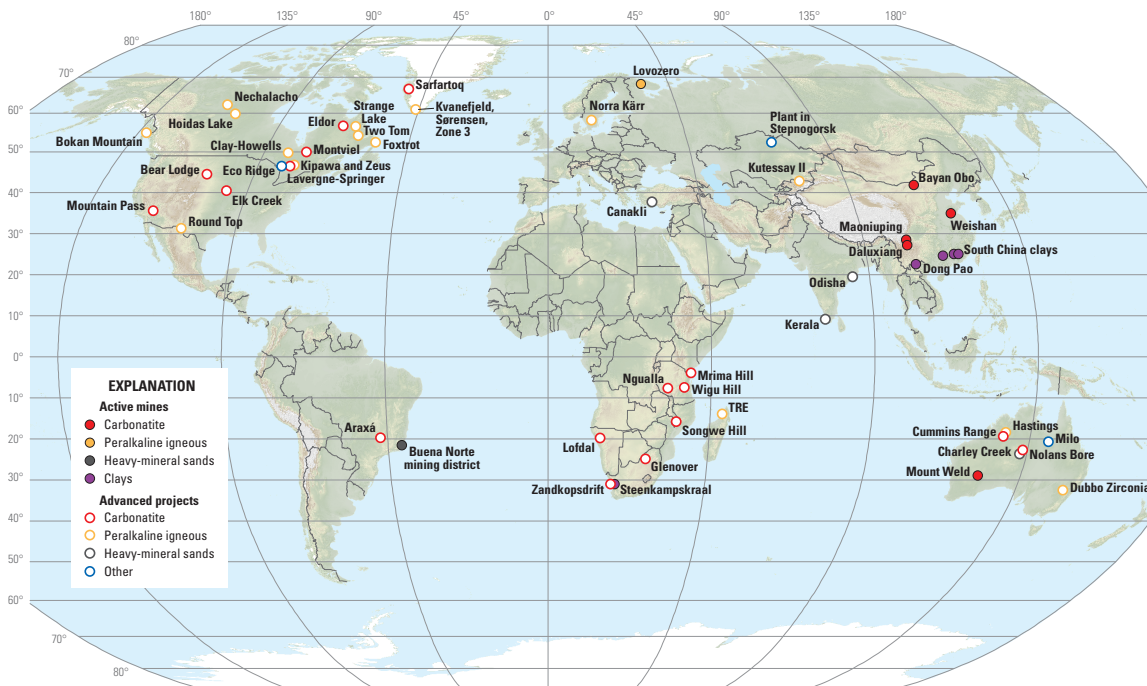 180°
135°
90°
45°
0°
45°
90°
135°
180°
80°
70°
60°
50°
40°
30°
20°
10°
0°
10°
20°
30°
40°
50°
60°
70°
80°
Sarfartoq
Kvanefjeld,
Sørensen,
Zone 3
Lovozero
Norra Kärr
Nechalacho
Hoidas Lake
Bokan Mountain
Strange
Lake
Eldor
Two Tom
Foxtrot
Clay-Howells
Montviel
Eco Ridge
Kipawa and Zeus
Lavergne-Springer
Bear Lodge
Elk Creek
Mountain Pass
Round Top
Plant in
Stepnogorsk
Kutessay II
Bayan Obo
Canakli
Weishan
Maoniuping
Daluxiang
South China clays
Dong Pao
Odisha
Kerala
Ngualla
Mrima Hill
Wigu Hill
TRE
Songwe Hill
Lofdal
Glenover
Zandkopsdrift
Steenkampskraal
Araxá
Buena Norte
mining district
Cummins Range
Hastings
Milo
Charley Creek
Nolans Bore
Mount Weld
Dubbo Zirconia
EXPLANATION
Active mines
Carbonatite
Peralkaline igneous
Heavy-mineral sands
Clays
Advanced projects
Carbonatite
Peralkaline igneous
Heavy-mineral sands
Other